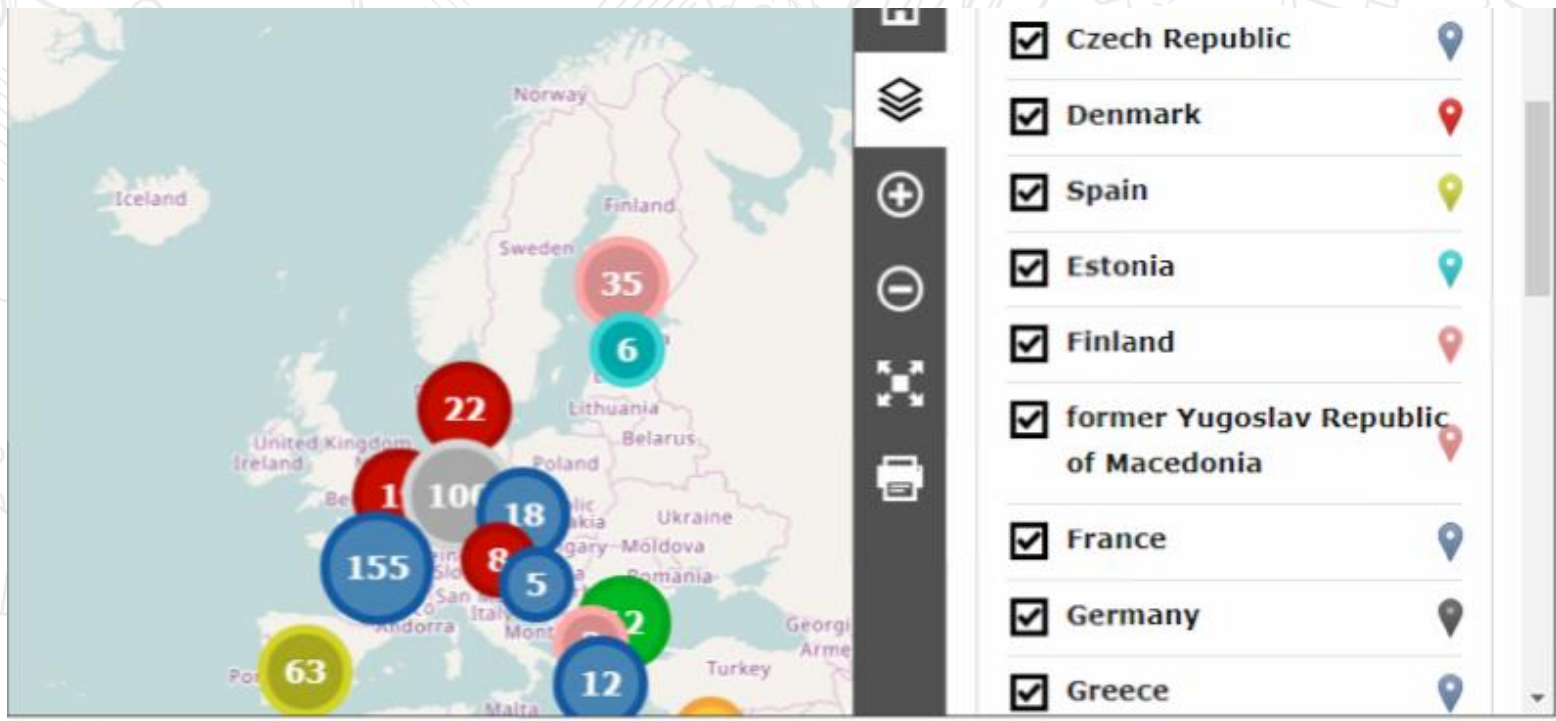 Norway
Iceland
Finland
Sweden
35
6
22
Lithuania
United Kingdom
Belarus
Ireland
Poland
100
18
Ukraine
155
8
Moldova
5
Romania
Andorra
63
12
Turkey
Malta
Czech Republic
Denmark
Spain
Estonia
Finland
former Yugoslav Republic
of Macedonia
France
Germany
Greece